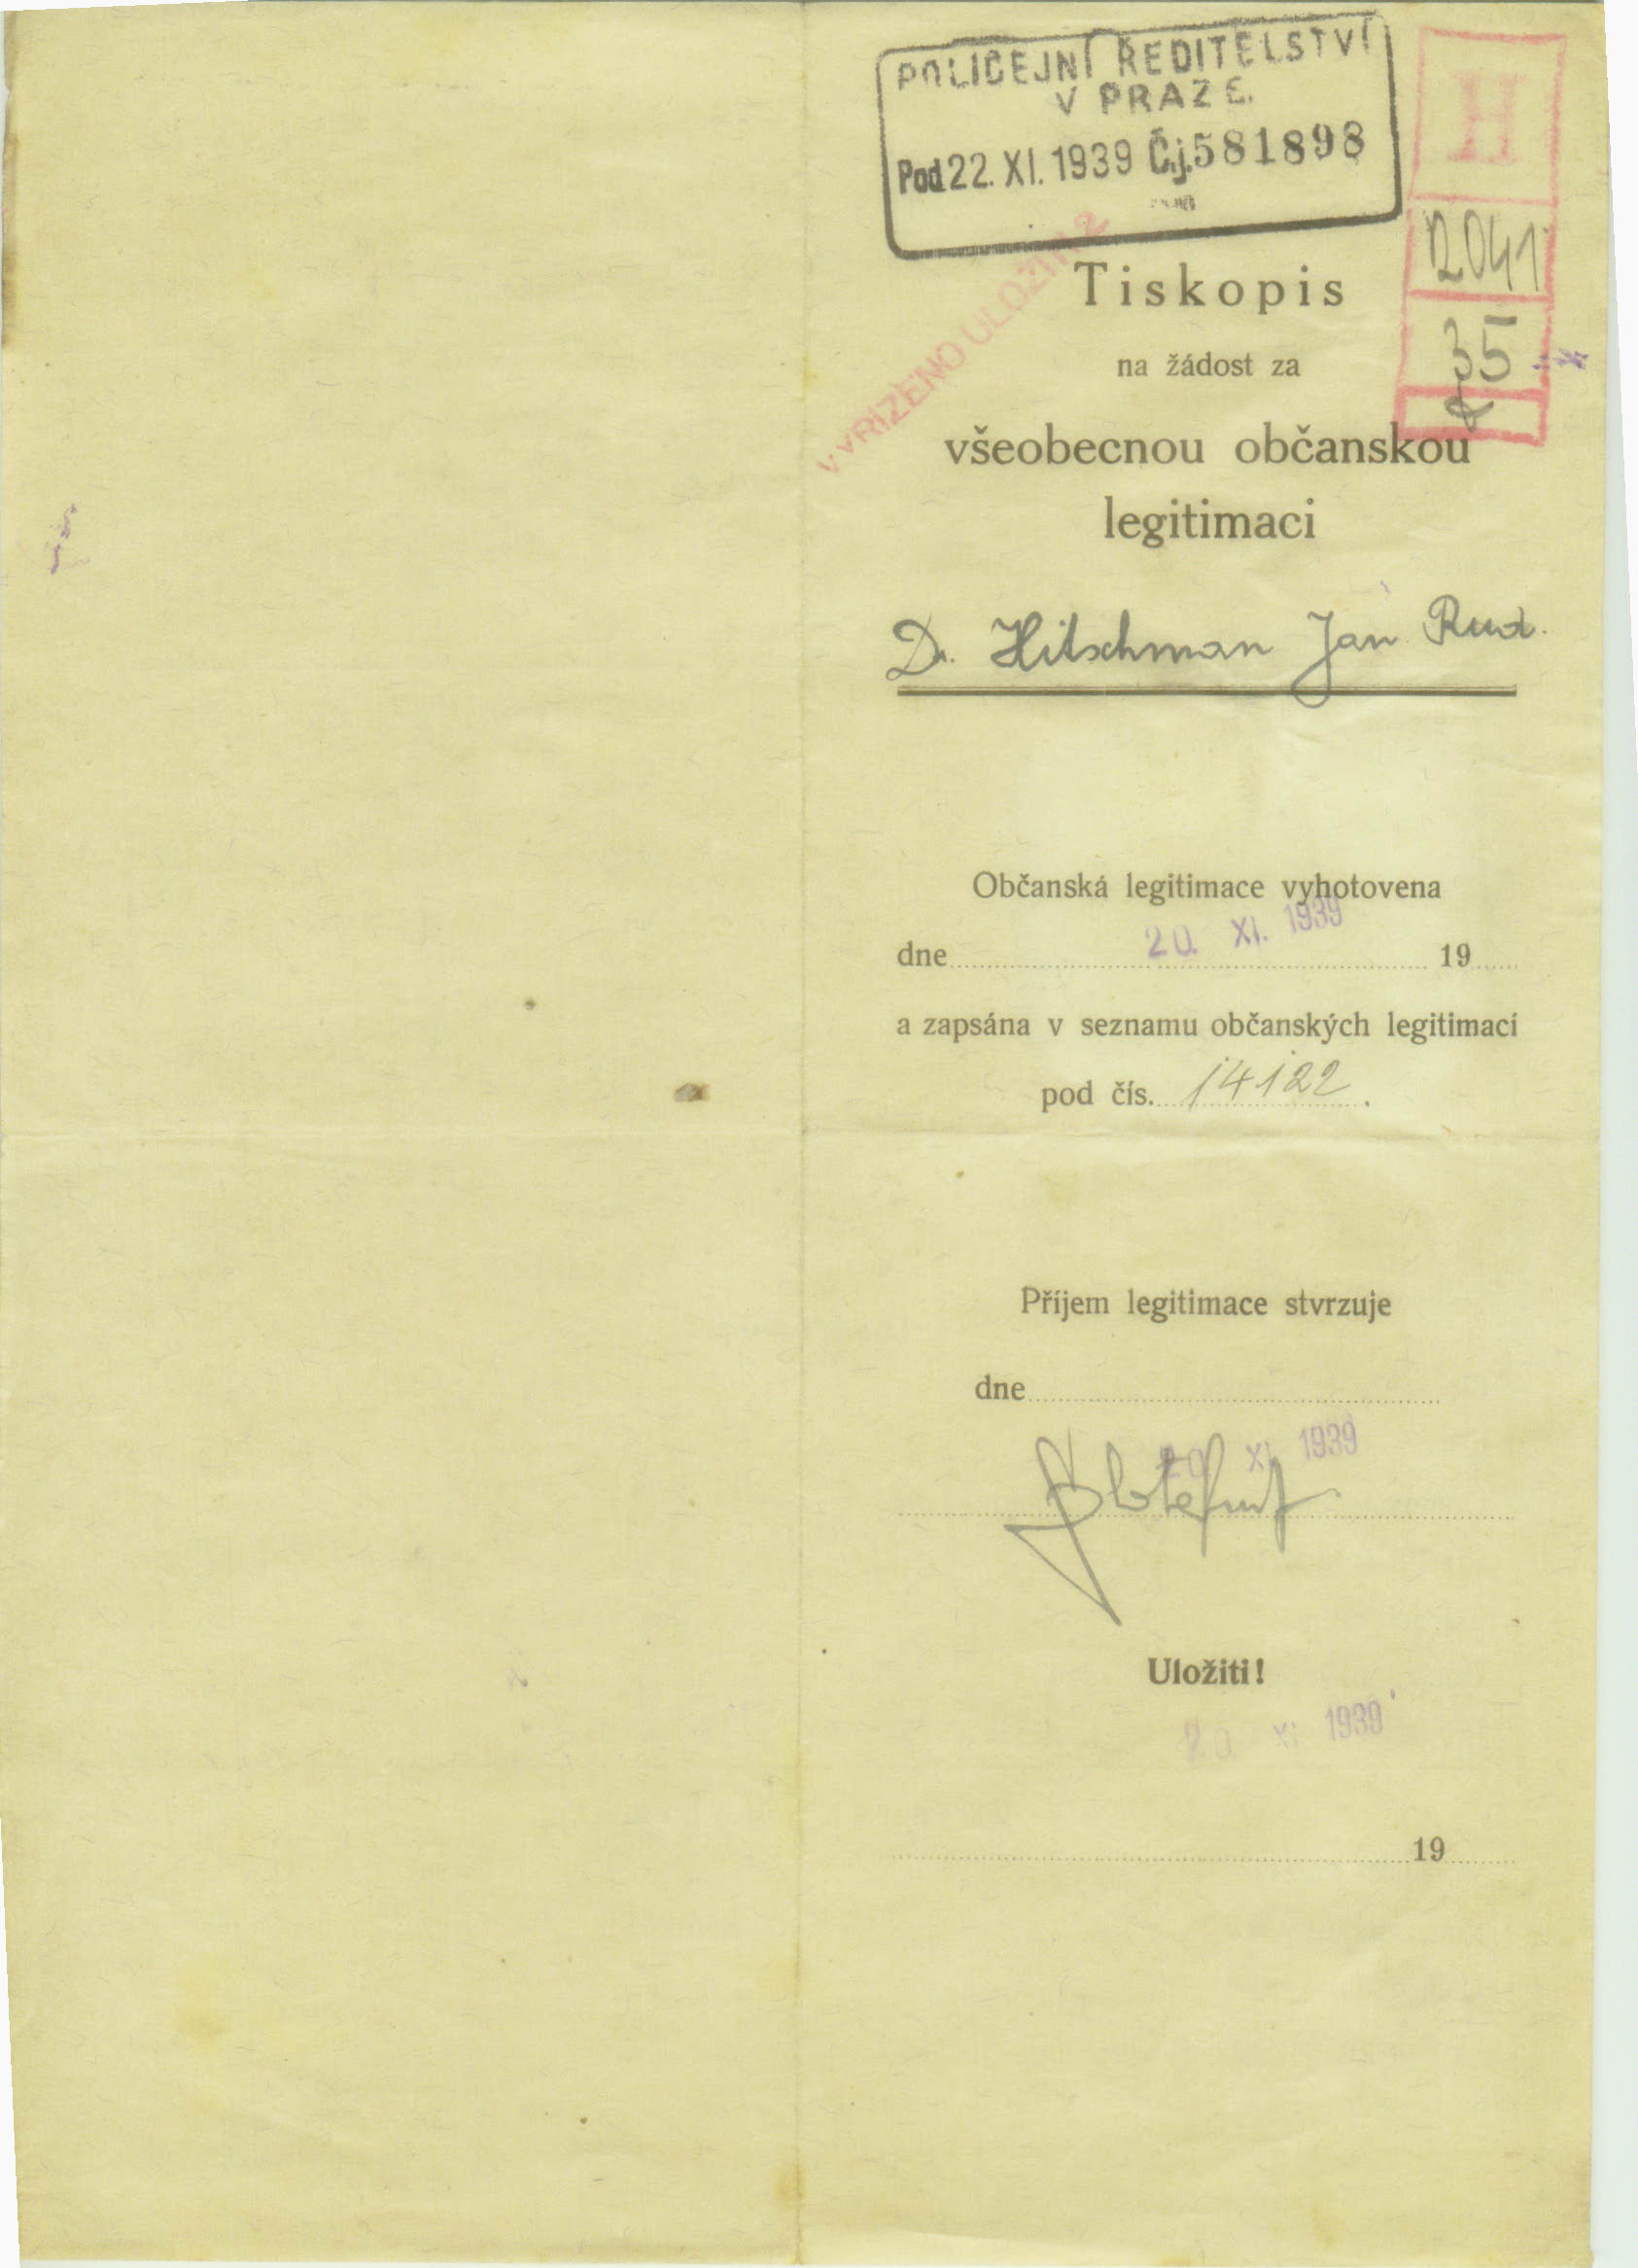 POLICEJNÍ ŘEDITELSTVÍ
V PRAZE
Pod 22. XI. 1939 Č.j. 581898
H
2041
35
VYŘÍZENO ULOŽITI
Tiskopis
na žádost za
všeobecnou občanskou
legitimaci
Dr. Hitschman Jan Rud.
Občanská legitimace vyhotovena
20. XI. 1939
dne 19
a zapsána v seznamu občanských legitimací
pod čís. 14122.
Příjem legitimace stvrzuje
dne
20. XI. 1939
Uložiti!
20 XI 1939
19